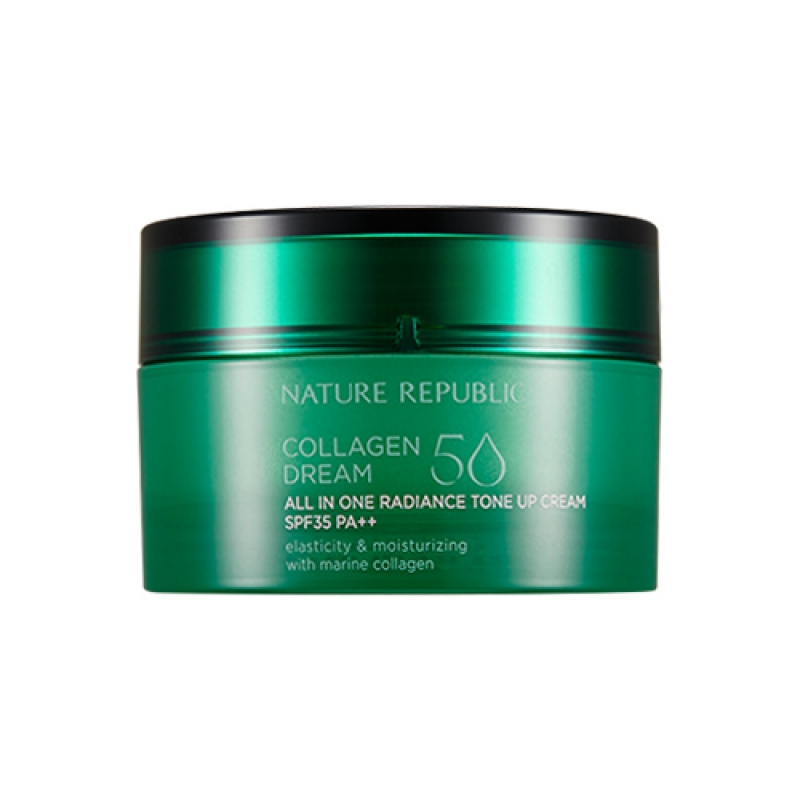 NATURE REPUBLIC
COLLAGEN
DREAM 50
ALL IN ONE RADIANCE TONE UP CREAM
SPF35 PA++
elasticity & moisturizing
with marine collagen